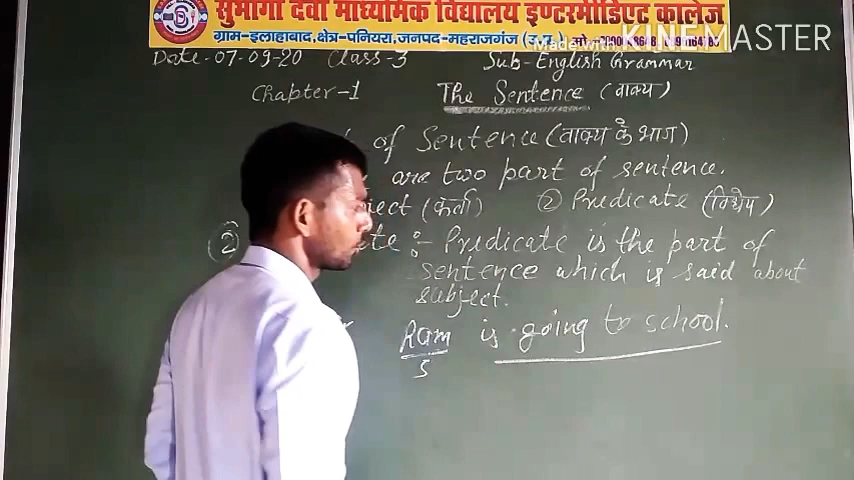 सुभागी देवी माध्यमिक विद्यालय इण्टरमीडिएट कालेज
ग्राम-इलाहाबाद,क्षेत्र-पनियरा,जनपद-महराजगंज (उ.प्र.)
Made with KINEMASTER
Date-07-09-20 Class-3 Sub-English Grammar
Chapter-1 The Sentence (वाक्य)
of Sentence (वाक्य के भाग)
are two part of sentence.
ject (कर्ता) ② Predicate (विधेय)
(2) te :- Predicate is the part of
sentence which is said about
subject.
Ram is going to school.
S